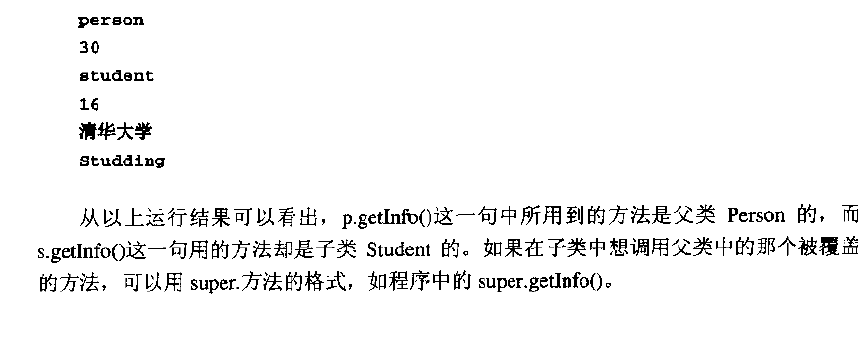 person
30
student
16
清华大学
Studding
从以上运行结果可以看出，p.getInfo()这一句中所用到的方法是父类 Person 的，而
s.getInfo()这一句用的方法却是子类 Student 的。如果在子类中想调用父类中的那个被覆盖
的方法，可以用 super.方法的格式，如程序中的 super.getInfo()。